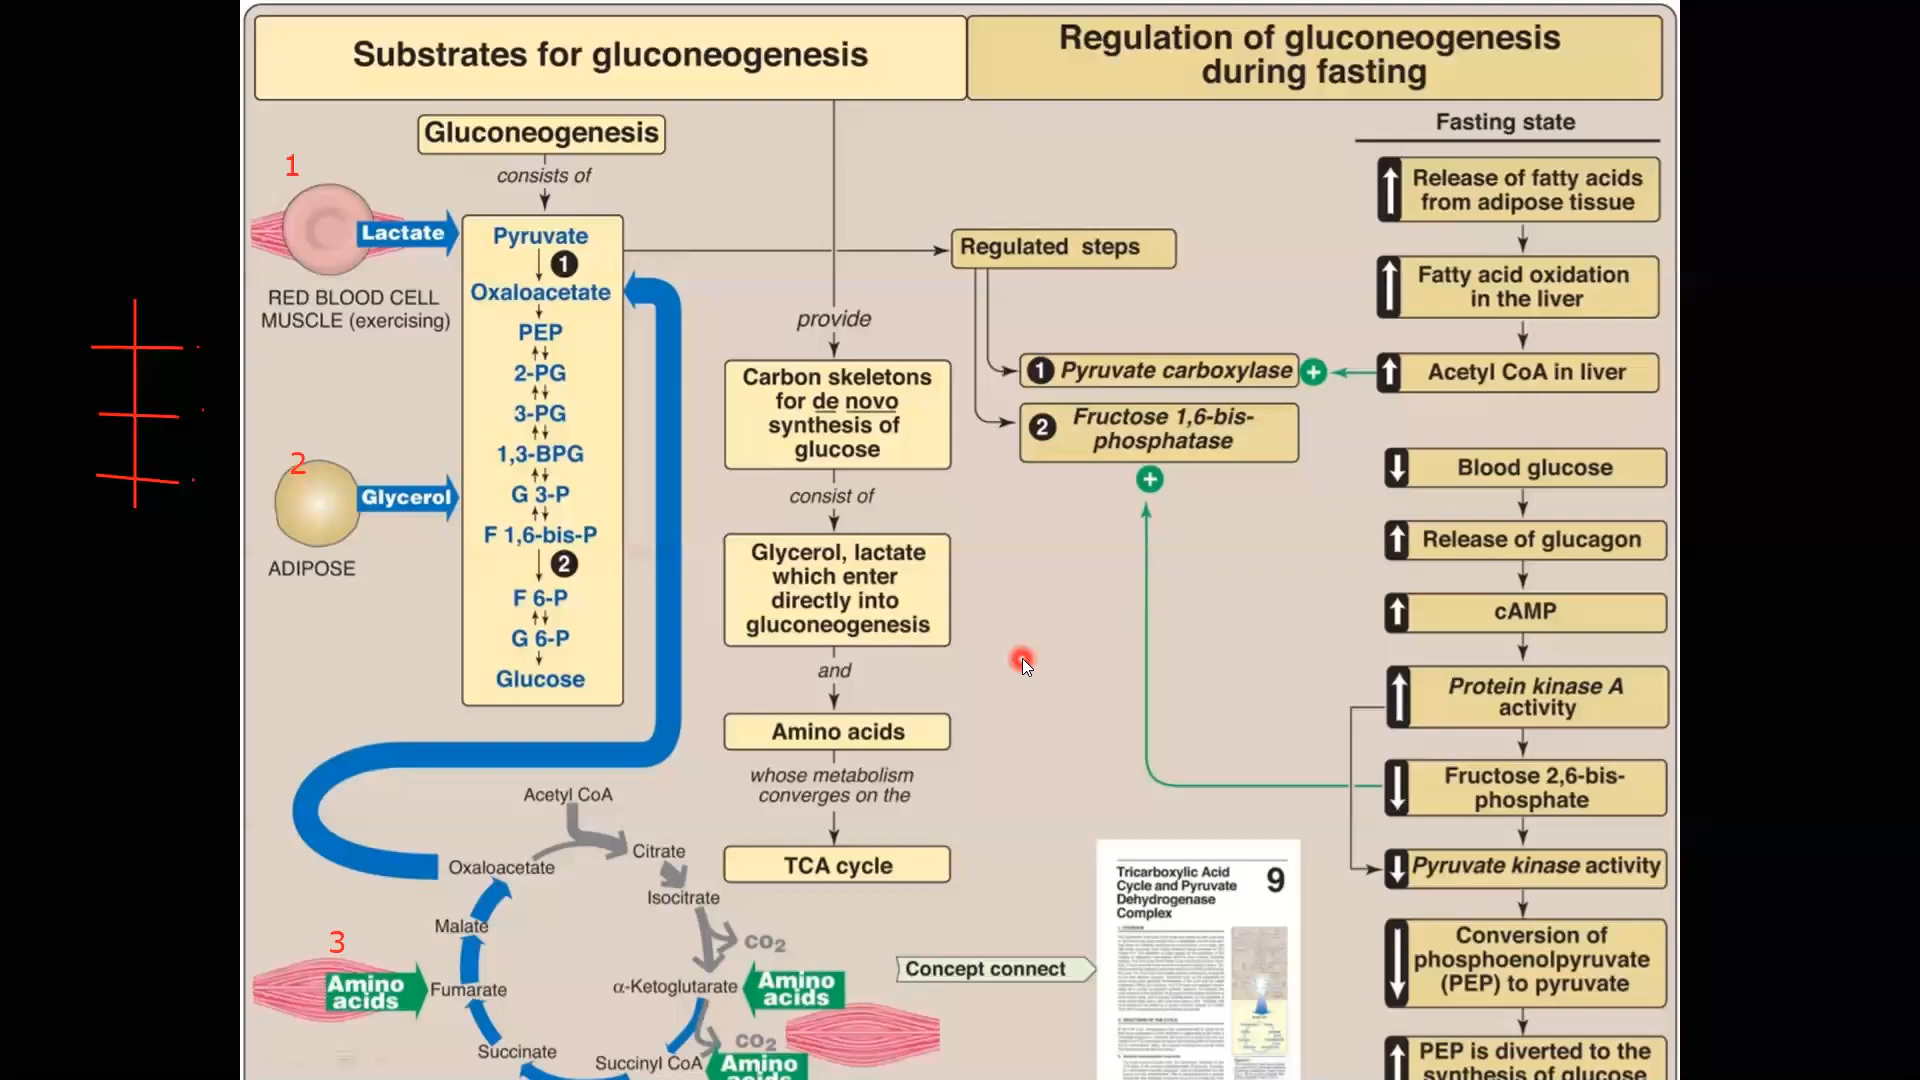 Substrates for gluconeogenesis
Regulation of gluconeogenesis
during fasting
Gluconeogenesis
consists of
1
Lactate
RED BLOOD CELL
MUSCLE (exercising)
Pyruvate
1
Oxaloacetate
PEP
2-PG
3-PG
1,3-BPG
G 3-P
F 1,6-bis-P
2
F 6-P
G 6-P
Glucose
2
Glycerol
ADIPOSE
provide
Carbon skeletons
for de novo
synthesis of
glucose
consist of
Glycerol, lactate
which enter
directly into
gluconeogenesis
and
Amino acids
whose metabolism
converges on the
TCA cycle
Regulated steps
1 Pyruvate carboxylase +
2 Fructose 1,6-bis-
phosphatase
+
Fasting state
Release of fatty acids
from adipose tissue
Fatty acid oxidation
in the liver
Acetyl CoA in liver
Blood glucose
Release of glucagon
cAMP
Protein kinase A
activity
Fructose 2,6-bis-
phosphate
Pyruvate kinase activity
Conversion of
phosphoenolpyruvate
(PEP) to pyruvate
PEP is diverted to the
synthesis of glucose
Acetyl CoA
Oxaloacetate
Citrate
Isocitrate
CO2
Malate
3
Amino
acids
Fumarate
α-Ketoglutarate
Amino
acids
CO2
Succinate
Succinyl CoA
Amino
acids
Concept connect
Tricarboxylic Acid
Cycle and Pyruvate
Dehydrogenase
Complex
9